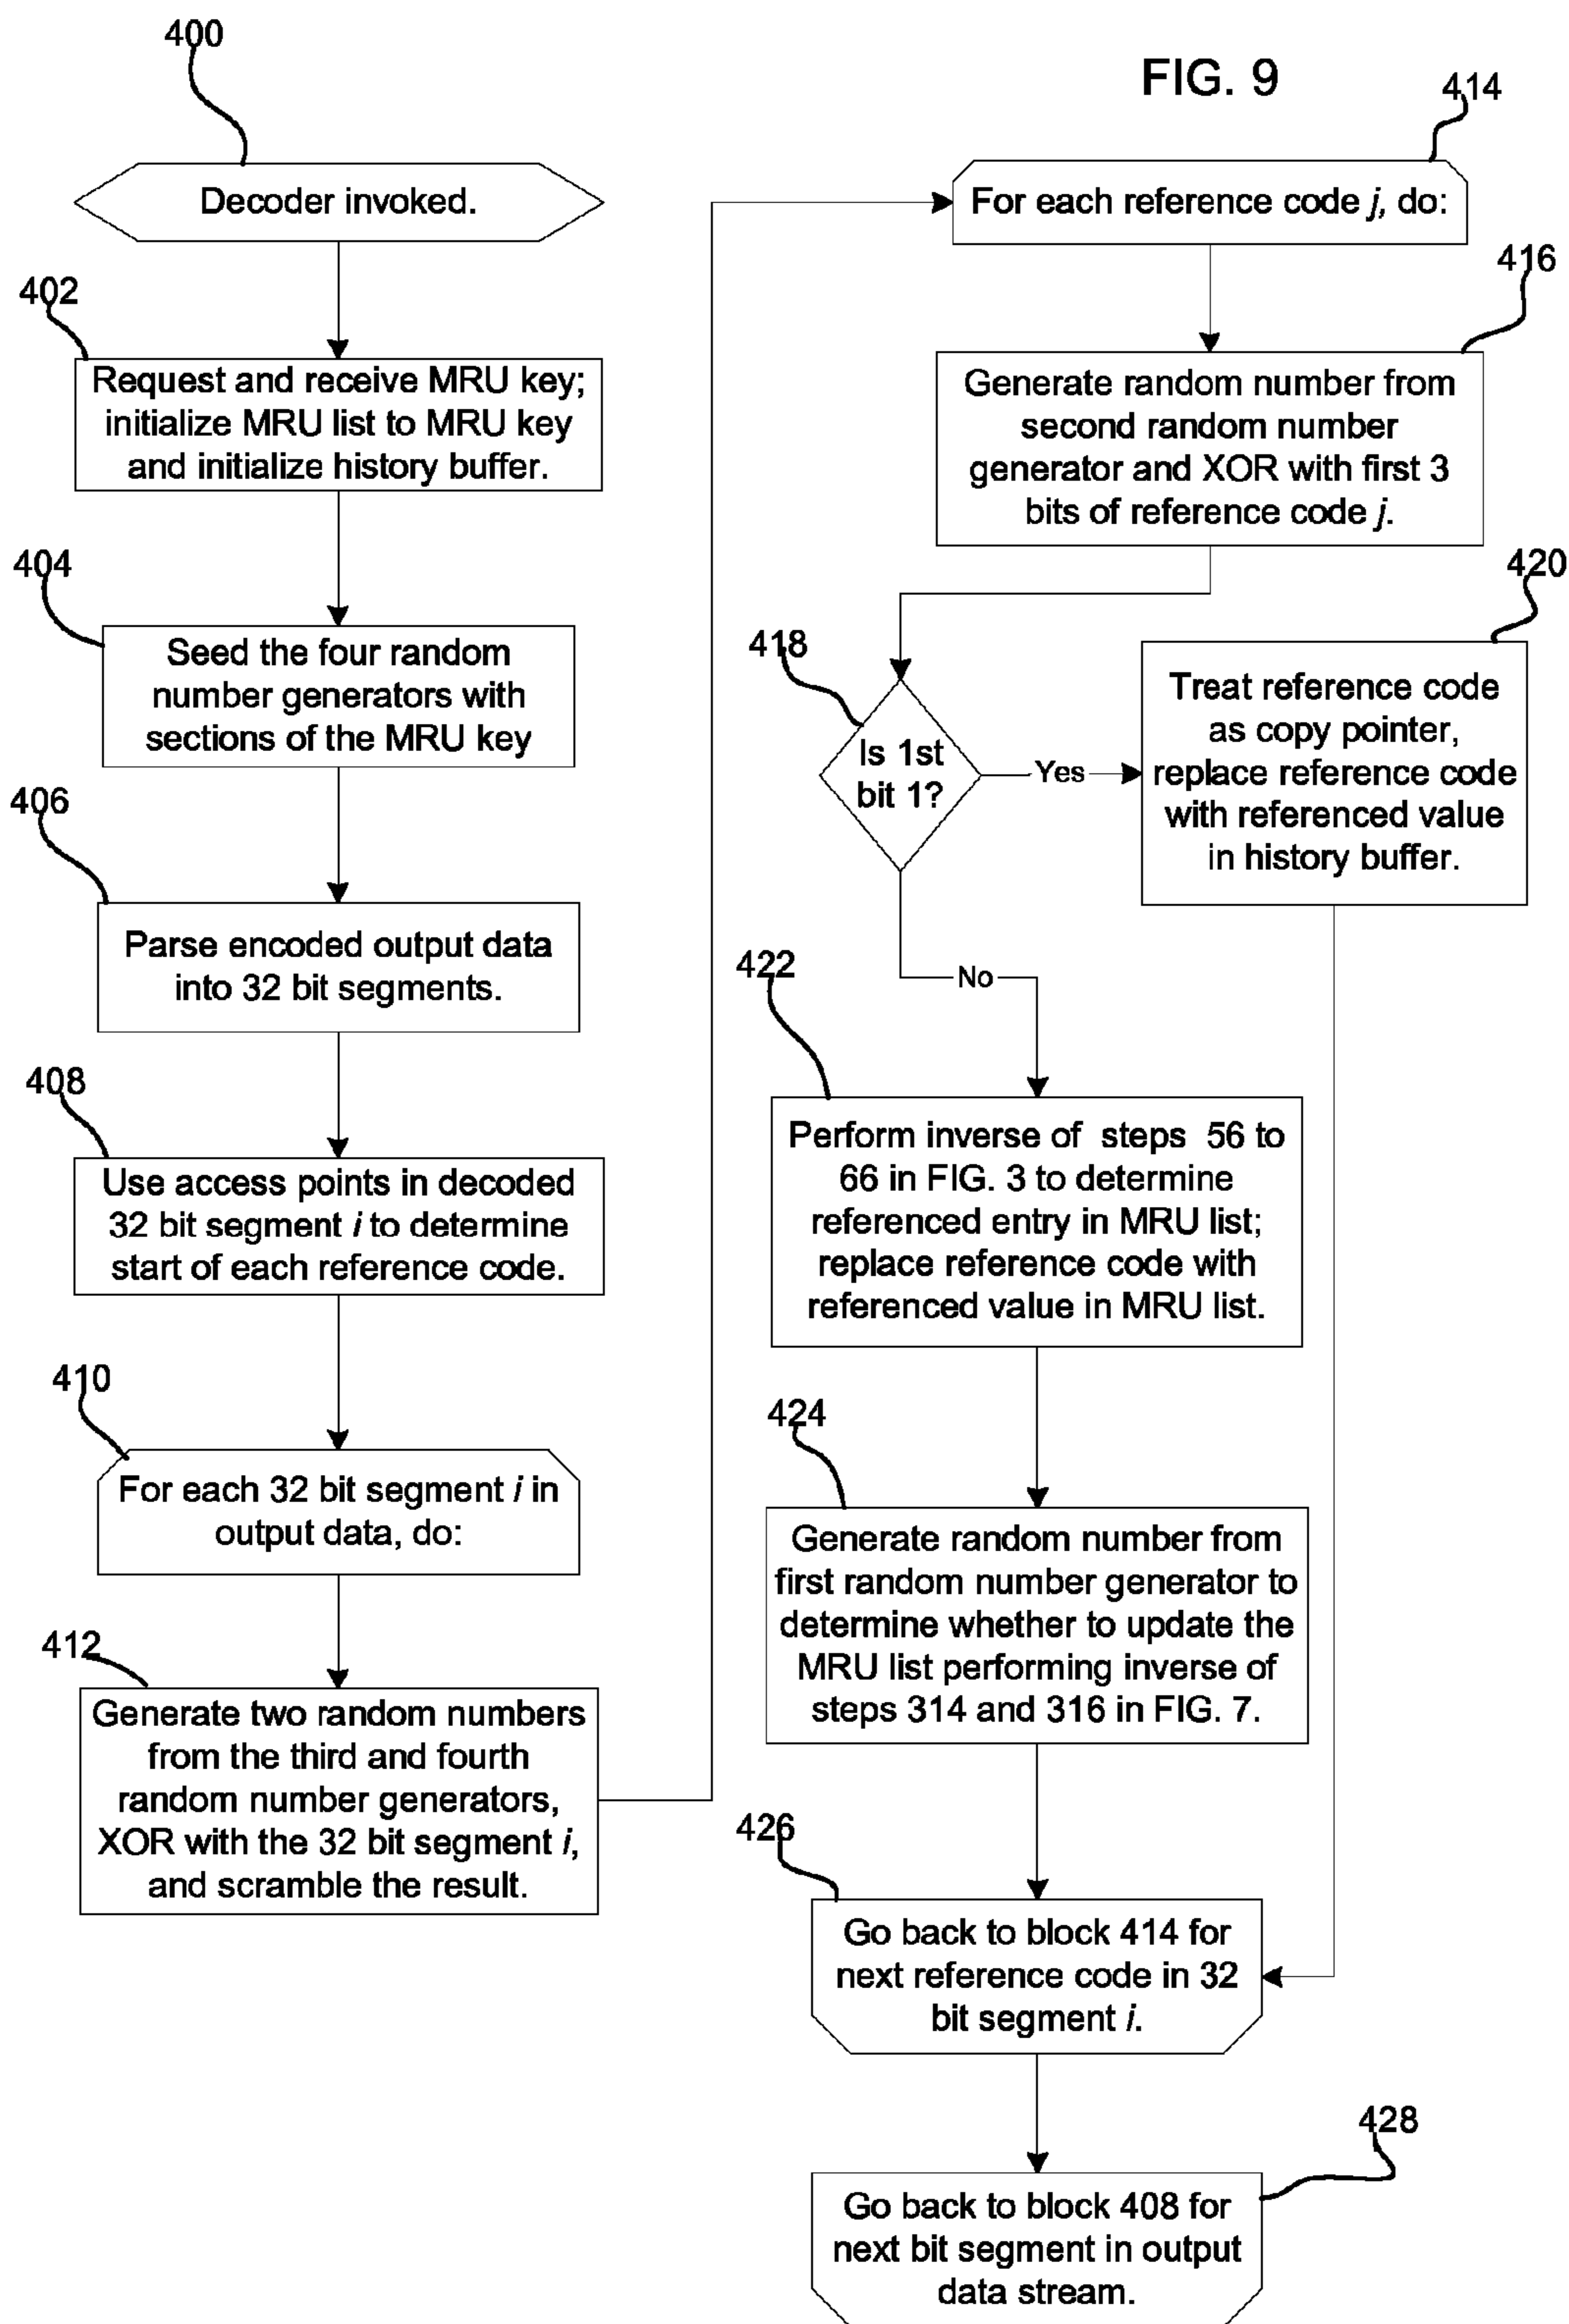 400
Decoder invoked.
402
Request and receive MRU key;
initialize MRU list to MRU key
and initialize history buffer.
404
Seed the four random
number generators with
sections of the MRU key
406
Parse encoded output data
into 32 bit segments.
408
Use access points in decoded
32 bit segment i to determine
start of each reference code.
410
For each 32 bit segment i in
output data, do:
412
Generate two random numbers
from the third and fourth
random number generators,
XOR with the 32 bit segment i,
and scramble the result.
FIG. 9
414
For each reference code j, do:
416
Generate random number from
second random number
generator and XOR with first 3
bits of reference code j.
418
Is 1st
bit 1?
Yes
420
Treat reference code
as copy pointer,
replace reference code
with referenced value
in history buffer.
No
422
Perform inverse of steps 56 to
66 in FIG. 3 to determine
referenced entry in MRU list;
replace reference code with
referenced value in MRU list.
424
Generate random number from
first random number generator to
determine whether to update the
MRU list performing inverse of
steps 314 and 316 in FIG. 7.
426
Go back to block 414 for
next reference code in 32
bit segment i.
428
Go back to block 408 for
next bit segment in output
data stream.